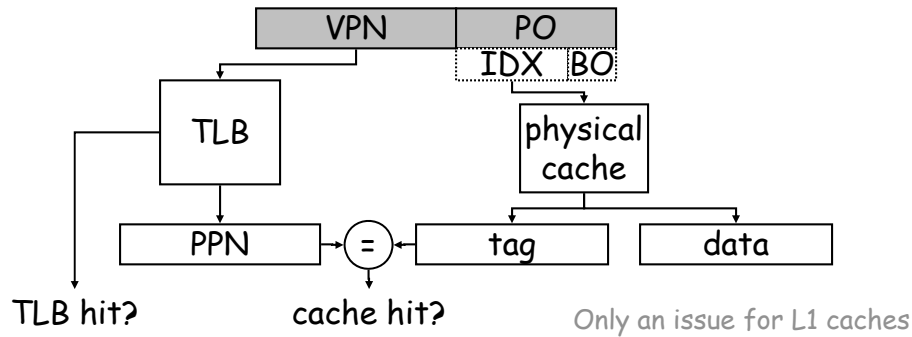 VPN PO
IDX BO
TLB
physical
cache
PPN = tag data
TLB hit? cache hit?
Only an issue for L1 caches